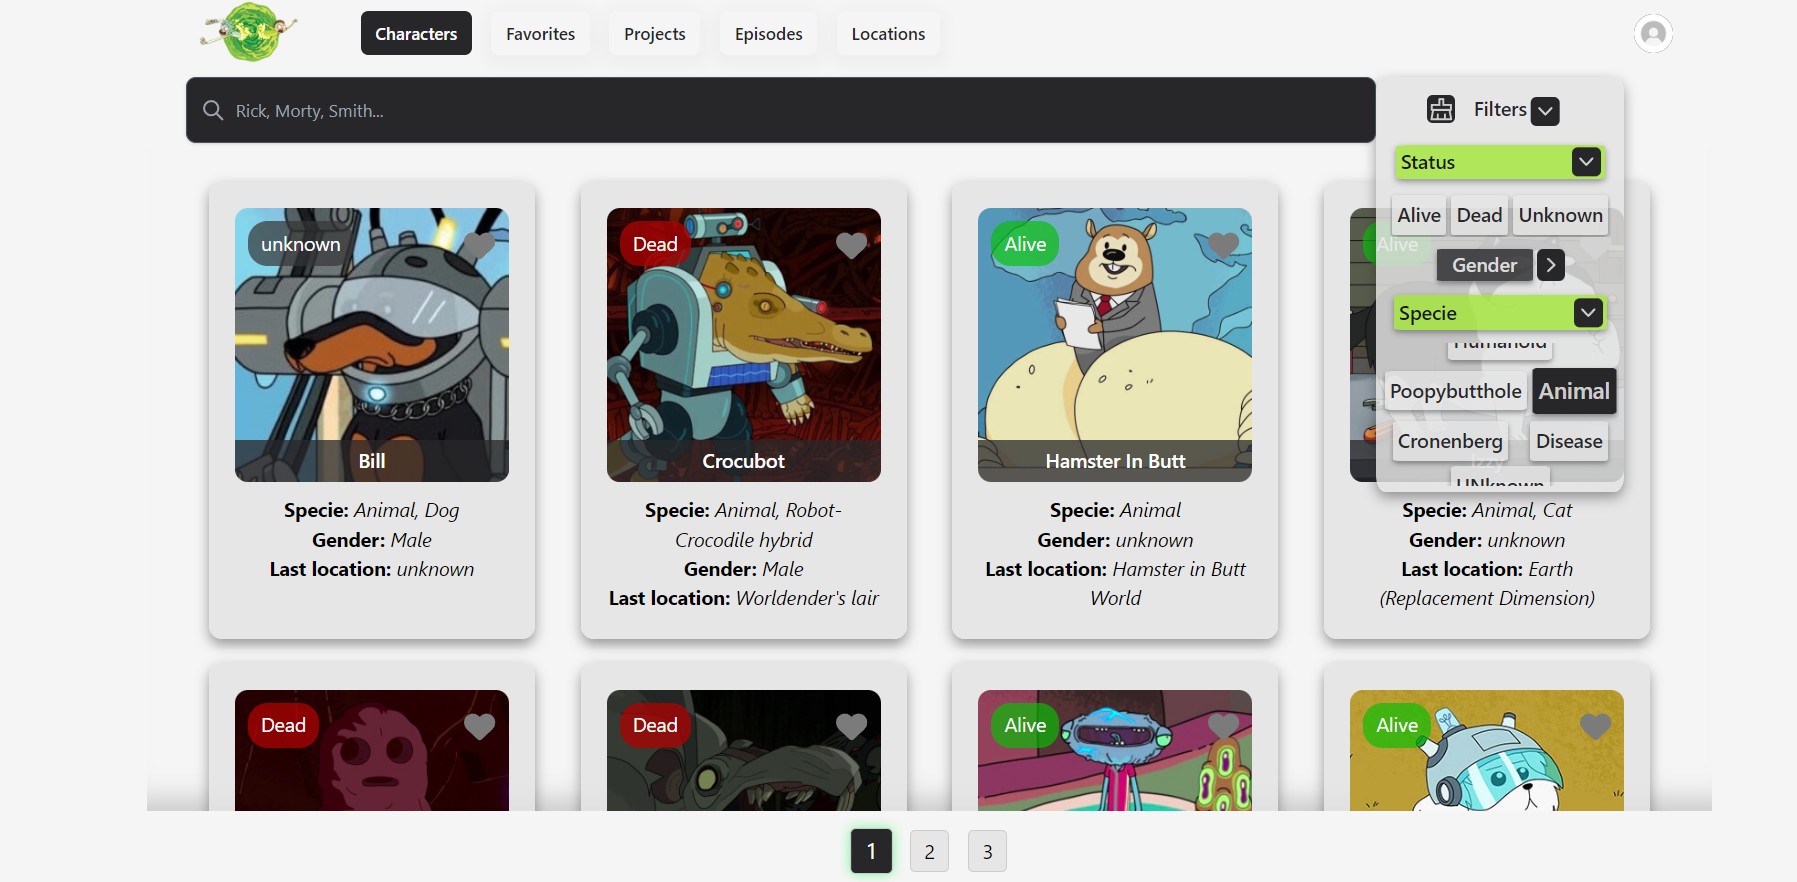 Characters
Favorites
Projects
Episodes
Locations
Rick, Morty, Smith...
Filters
Status
Alive
Dead
Unknown
Gender
Specie
Humanoid
Poopybutthole
Animal
Cronenberg
Disease
UNknown
unknown
Bill
Specie: Animal, Dog
Gender: Male
Last location: unknown
Dead
Crocubot
Specie: Animal, Robot-
Crocodile hybrid
Gender: Male
Last location: Worldender's lair
Alive
Hamster In Butt
Specie: Animal
Gender: unknown
Last location: Hamster in Butt
World
Alive
Izzy
Specie: Animal, Cat
Gender: unknown
Last location: Earth
(Replacement Dimension)
Dead
Dead
Alive
Alive
1
2
3